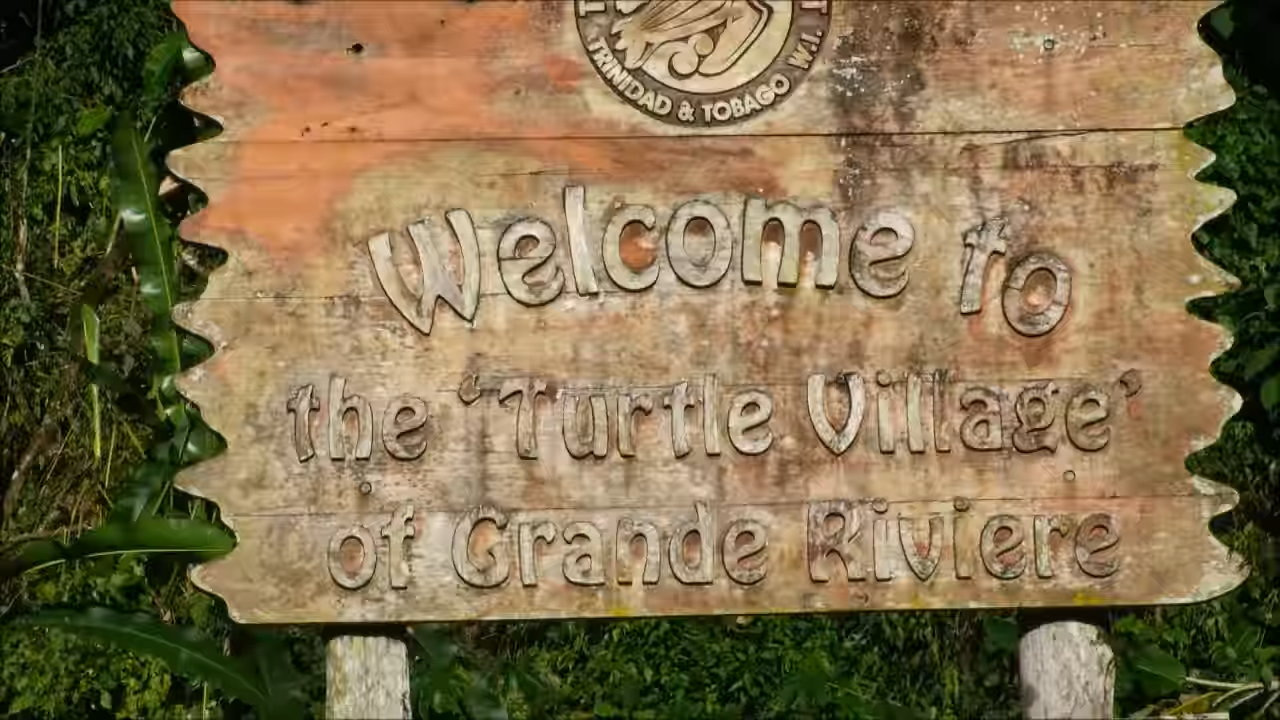 TRINIDAD & TOBAGO W.I.
Welcome to
the 'Turtle Village'
of Grande Riviere